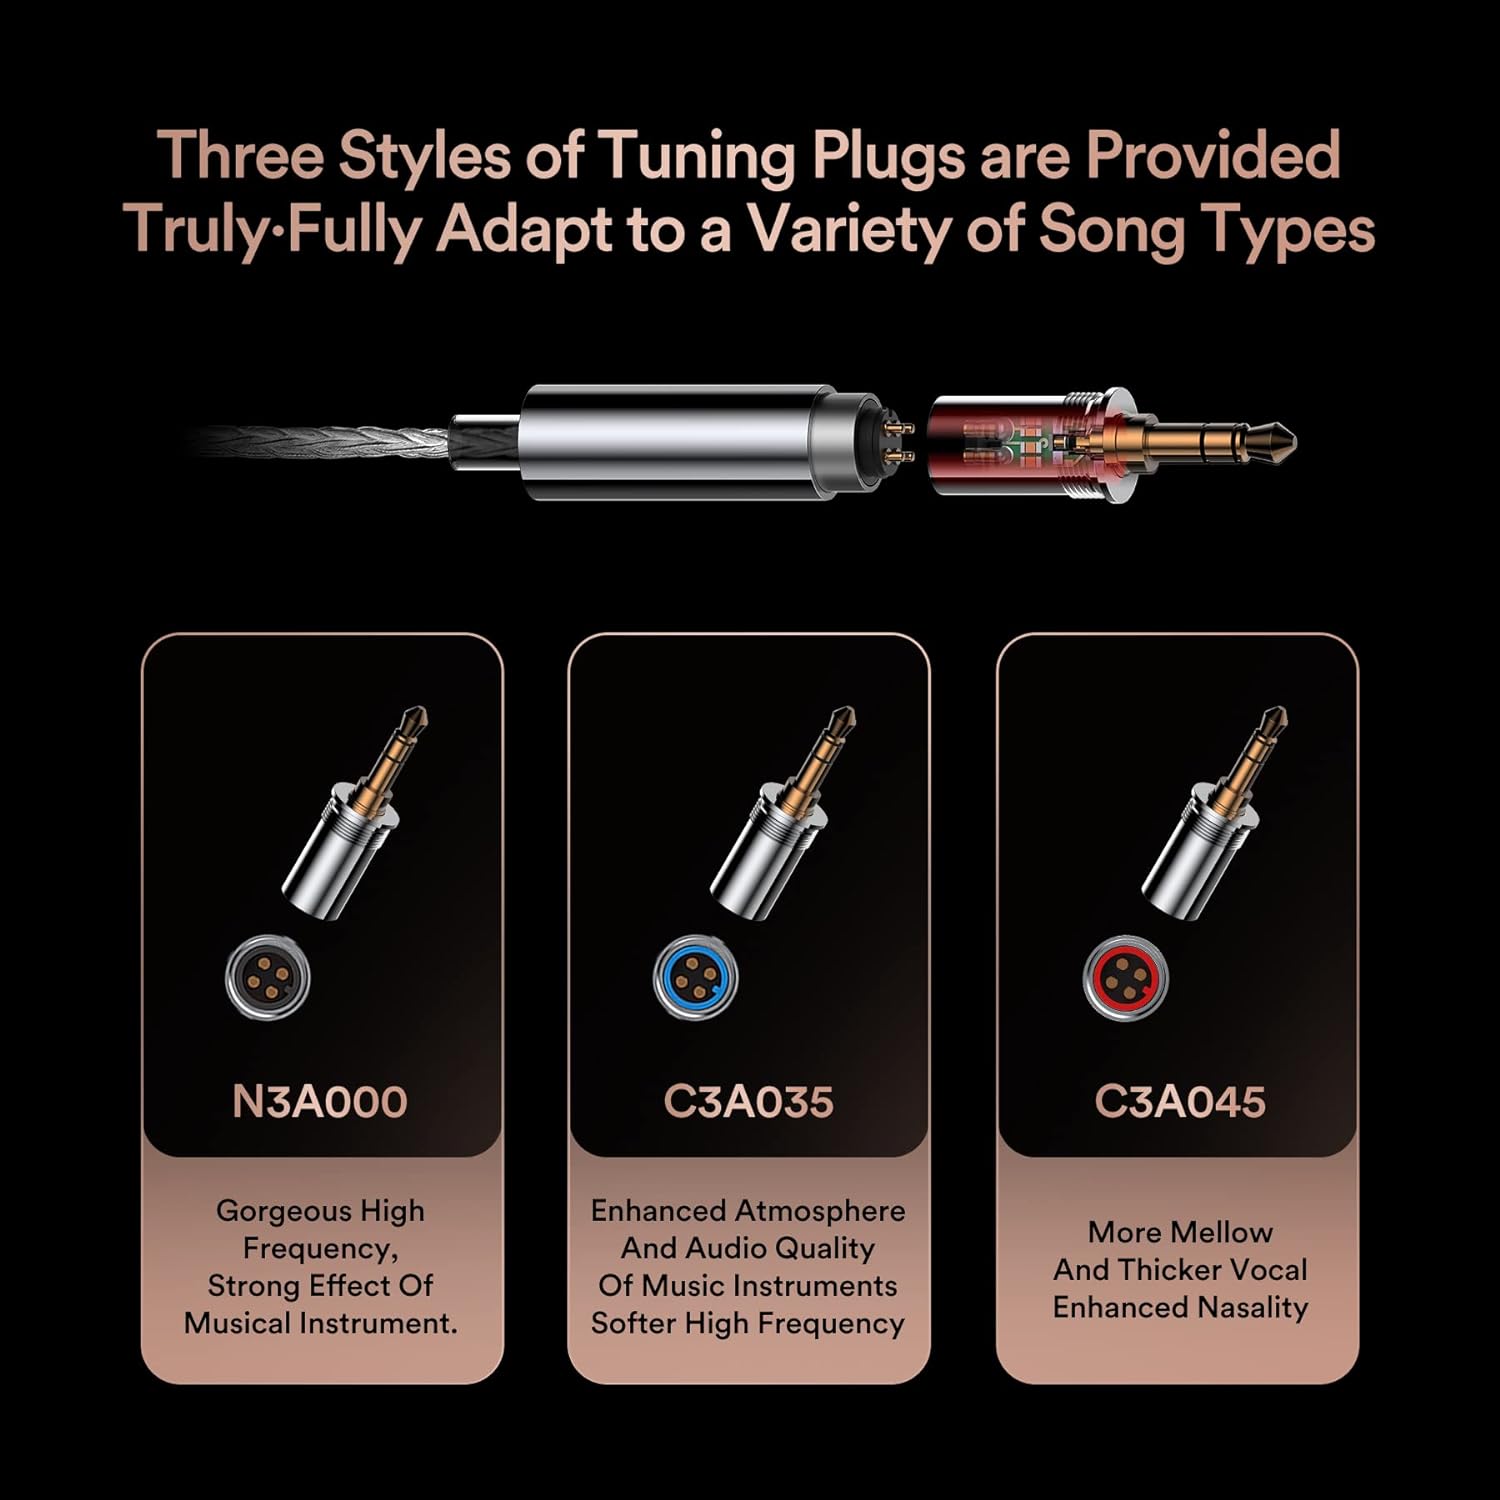 Three Styles of Tuning Plugs are Provided
Truly·Fully Adapt to a Variety of Song Types
N3A000
Gorgeous High
Frequency,
Strong Effect Of
Musical Instrument.
C3A035
Enhanced Atmosphere
And Audio Quality
Of Music Instruments
Softer High Frequency
C3A045
More Mellow
And Thicker Vocal
Enhanced Nasality